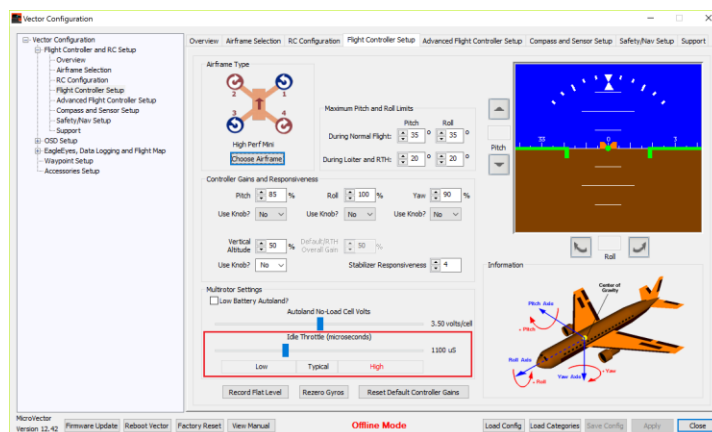 Vector Configuration
Vector Configuration
Flight Controller and RC Setup
Overview
Airframe Selection
RC Configuration
Flight Controller Setup
Advanced Flight Controller Setup
Compass and Sensor Setup
Safety/Nav Setup
Support
OSD Setup
EagleEyes, Data Logging and Flight Map
Waypoint Setup
Accessories Setup
Overview Airframe Selection RC Configuration Flight Controller Setup Advanced Flight Controller Setup Compass and Sensor Setup Safety/Nav Setup Support
Airframe Type
2 1
3 4
High Perf Mini
Choose Airframe
Maximum Pitch and Roll Limits
Pitch Roll
During Normal Flight: 35 ° 35 °
During Loiter and RTH: 20 ° 20 °
Controller Gains and Responsiveness
Pitch 85 % Roll 100 % Yaw 90 %
Use Knob? No Use Knob? No Use Knob? No
Vertical Altitude 50 % Default/RTH Overall Gain 50 %
Use Knob? No Stabilizer Responsiveness 4
Multirotor Settings
Low Battery Autoland?
Autoland No-Load Cell Volts
3.50 volts/cell
Idle Throttle (microseconds)
1100 uS
Low Typical High
Record Flat Level Rezero Gyros Reset Default Controller Gains
Pitch
33 0 3
Roll
Information
Center of
Gravity
Pitch Axis
+ Pitch
Roll Axis
+ Roll
Yaw Axis
+ Yaw
MicroVector
Version 12.42
Firmware Update Reboot Vector Factory Reset View Manual Offline Mode Load Config Load Categories Save Config Apply Close